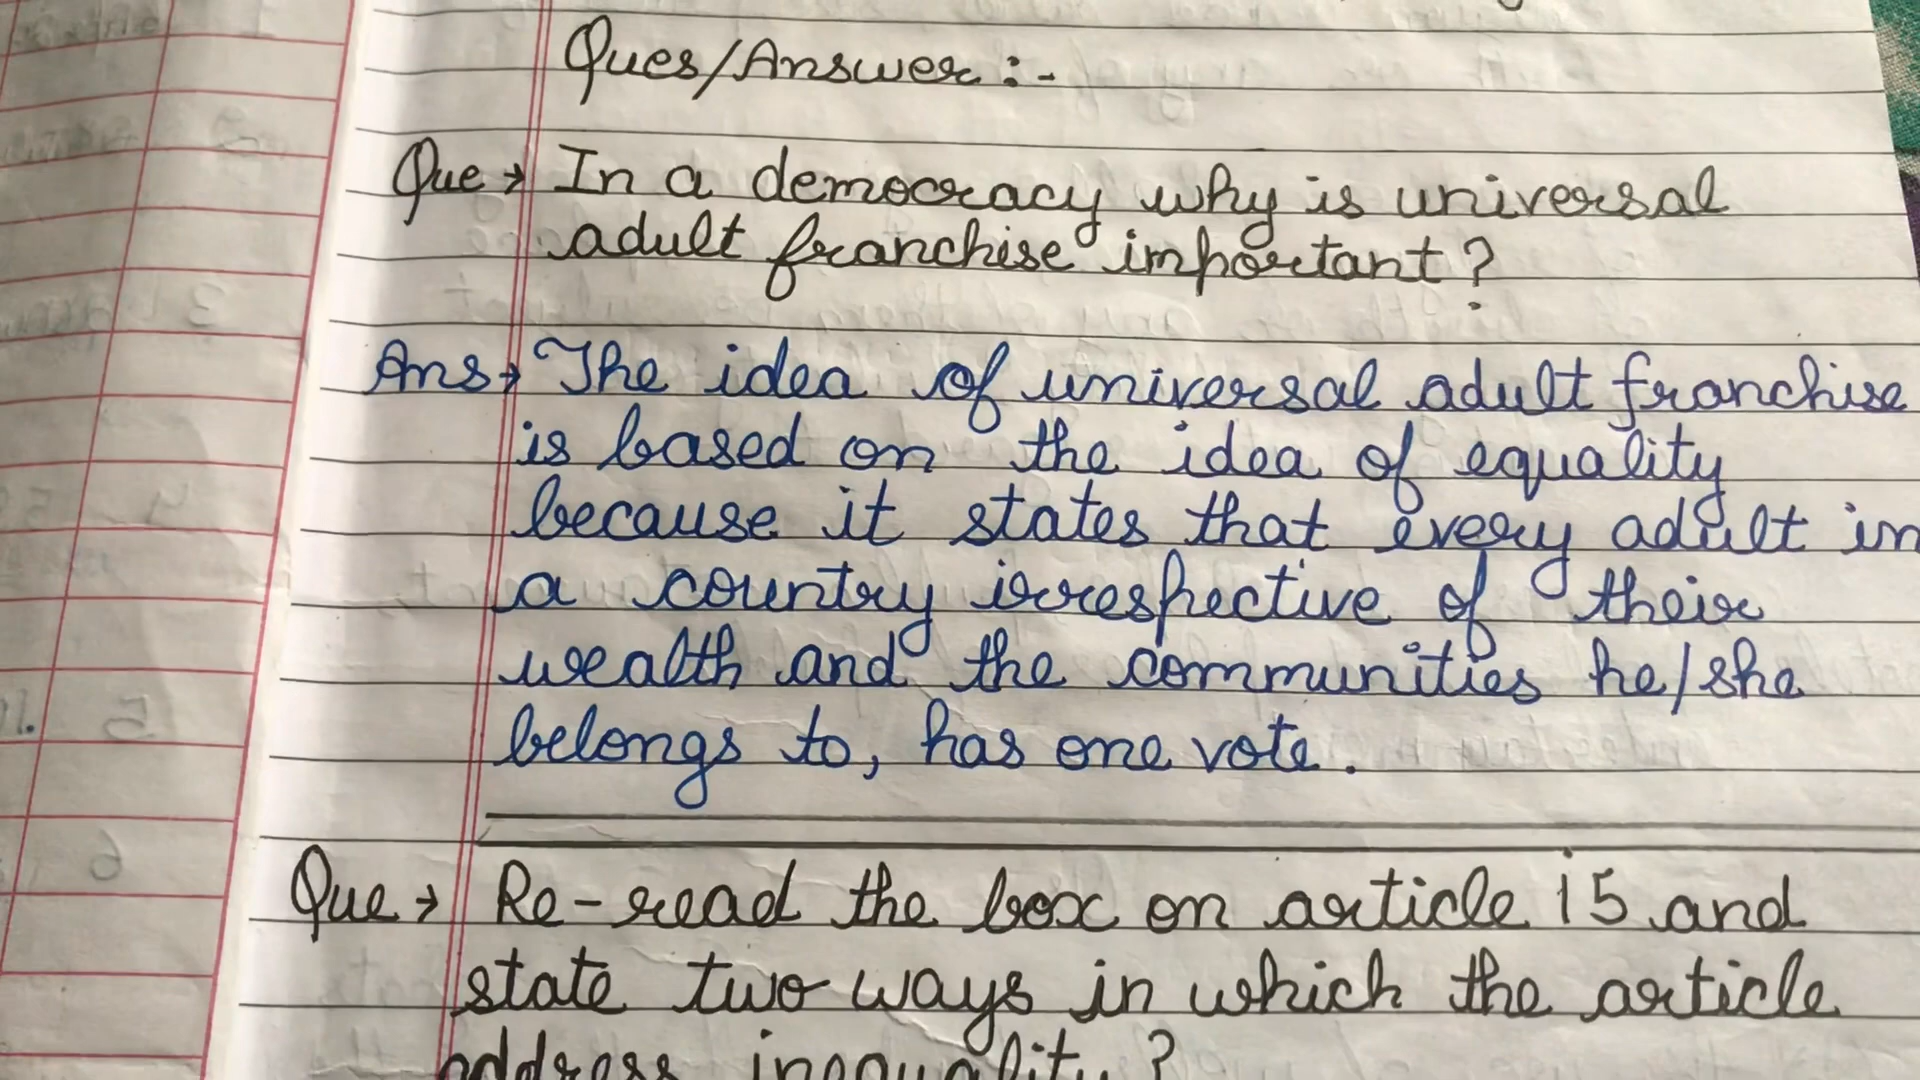 Ques/Answer :-
Que → In a democracy why is universal
adult franchise important?
Ans → The idea of universal adult franchise
is based on the idea of equality
because it states that every adult in
a country irrespective of their
wealth and the communities he/she
belongs to, has one vote.
Que → Re-read the box on article 15 and
state two ways in which the article
address inequality?